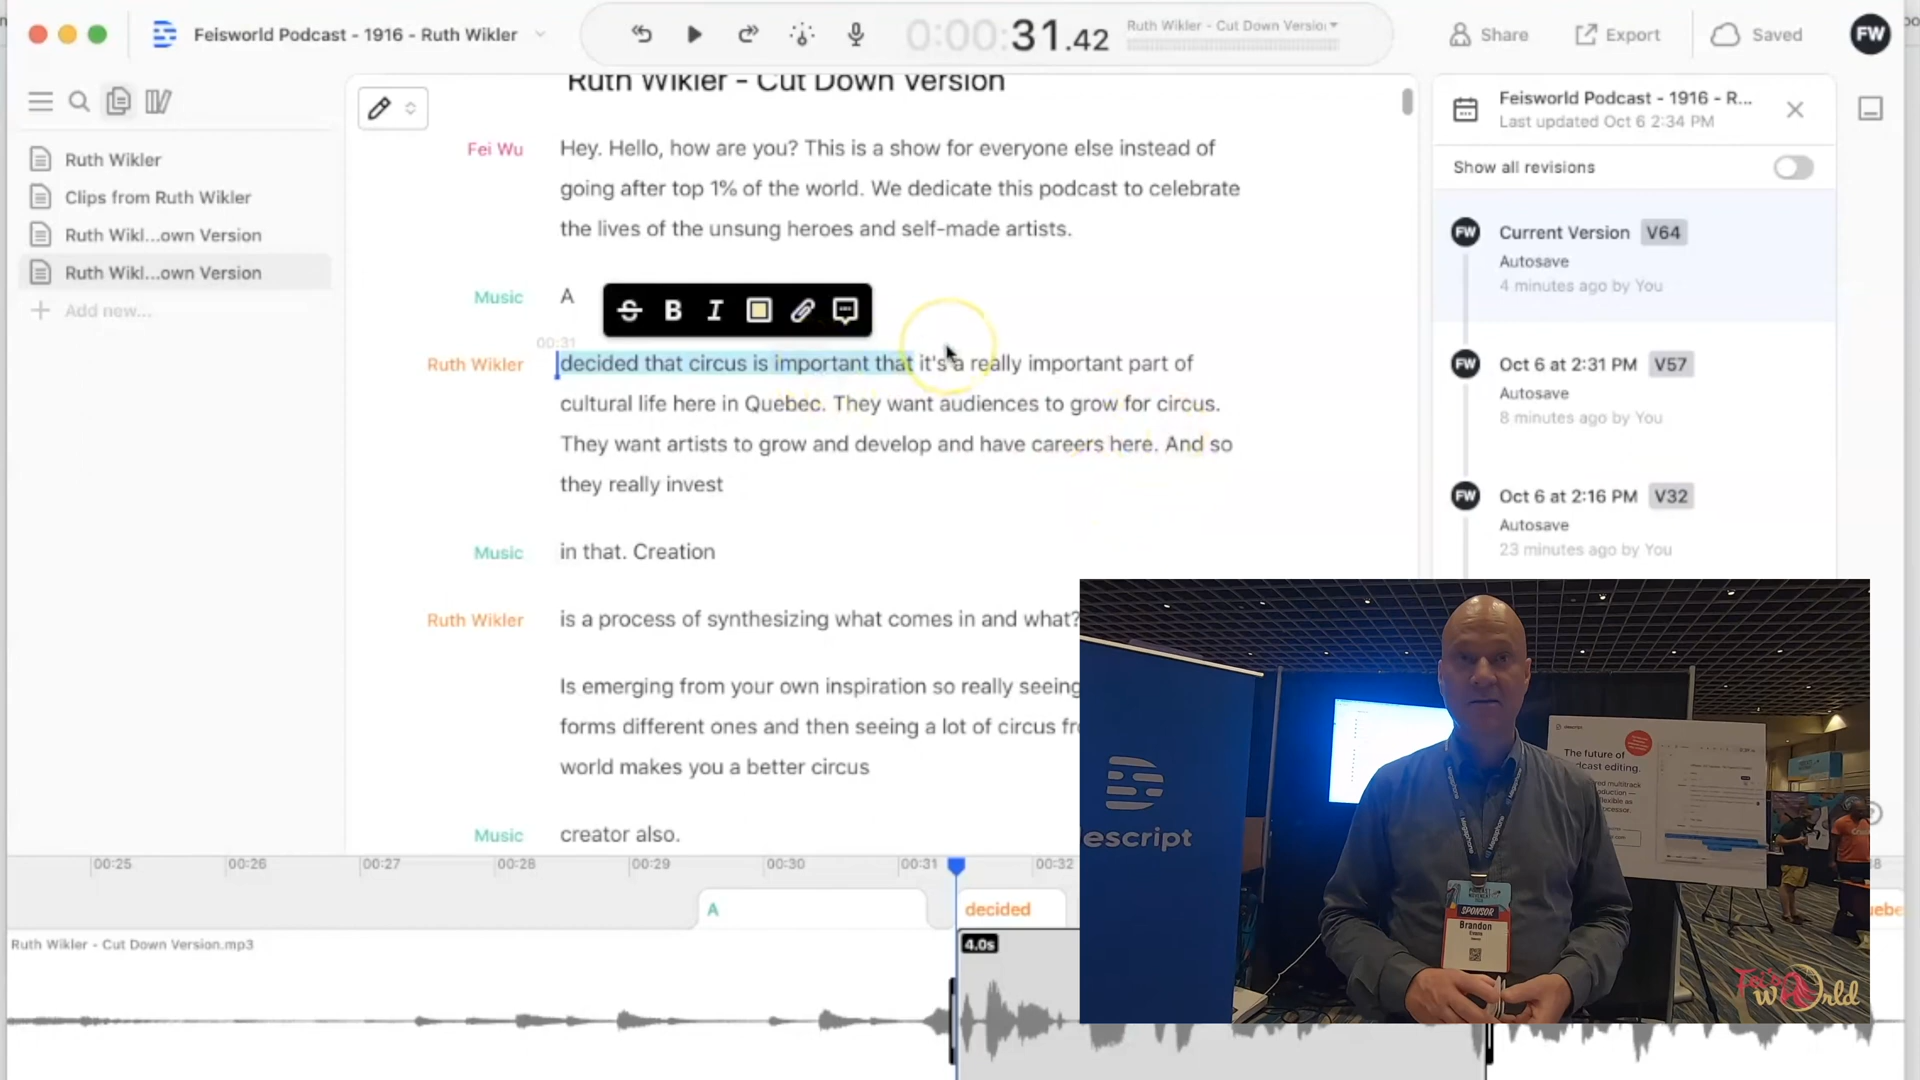 Feisworld Podcast - 1916 - Ruth Wikler
0:00:31.42
Ruth Wikler - Cut Down Versio
Share
Export
Saved
FW
Ruth Wikler
Clips from Ruth Wikler
Ruth Wikl...own Version
Ruth Wikl...own Version
Add new...
Ruth Wikler - Cut Down Version
Fei Wu
Hey. Hello, how are you? This is a show for everyone else instead of
going after top 1% of the world. We dedicate this podcast to celebrate
the lives of the unsung heroes and self-made artists.
Music
A
B I
00:31
Ruth Wikler
decided that circus is important that it's a really important part of
cultural life here in Quebec. They want audiences to grow for circus.
They want artists to grow and develop and have careers here. And so
they really invest
Music
in that. Creation
Ruth Wikler
is a process of synthesizing what comes in and what?
Is emerging from your own inspiration so really seeing
forms different ones and then seeing a lot of circus
world makes you a better circus
Music
creator also.
Feisworld Podcast - 1916 - R...
Last updated Oct 6 2:34 PM
Show all revisions
FW
Current Version V64
Autosave
4 minutes ago by You
FW
Oct 6 at 2:31 PM V57
Autosave
8 minutes ago by You
FW
Oct 6 at 2:16 PM V32
Autosave
23 minutes ago by You
escript
The future of
dcast editing.
SPONSOR
Brandon
Fei's
wOrld
00:25 00:26 00:27 00:28 00:29 00:30 00:31 00:32
A
decided
Ruth Wikler - Cut Down Version.mp3
4.0s